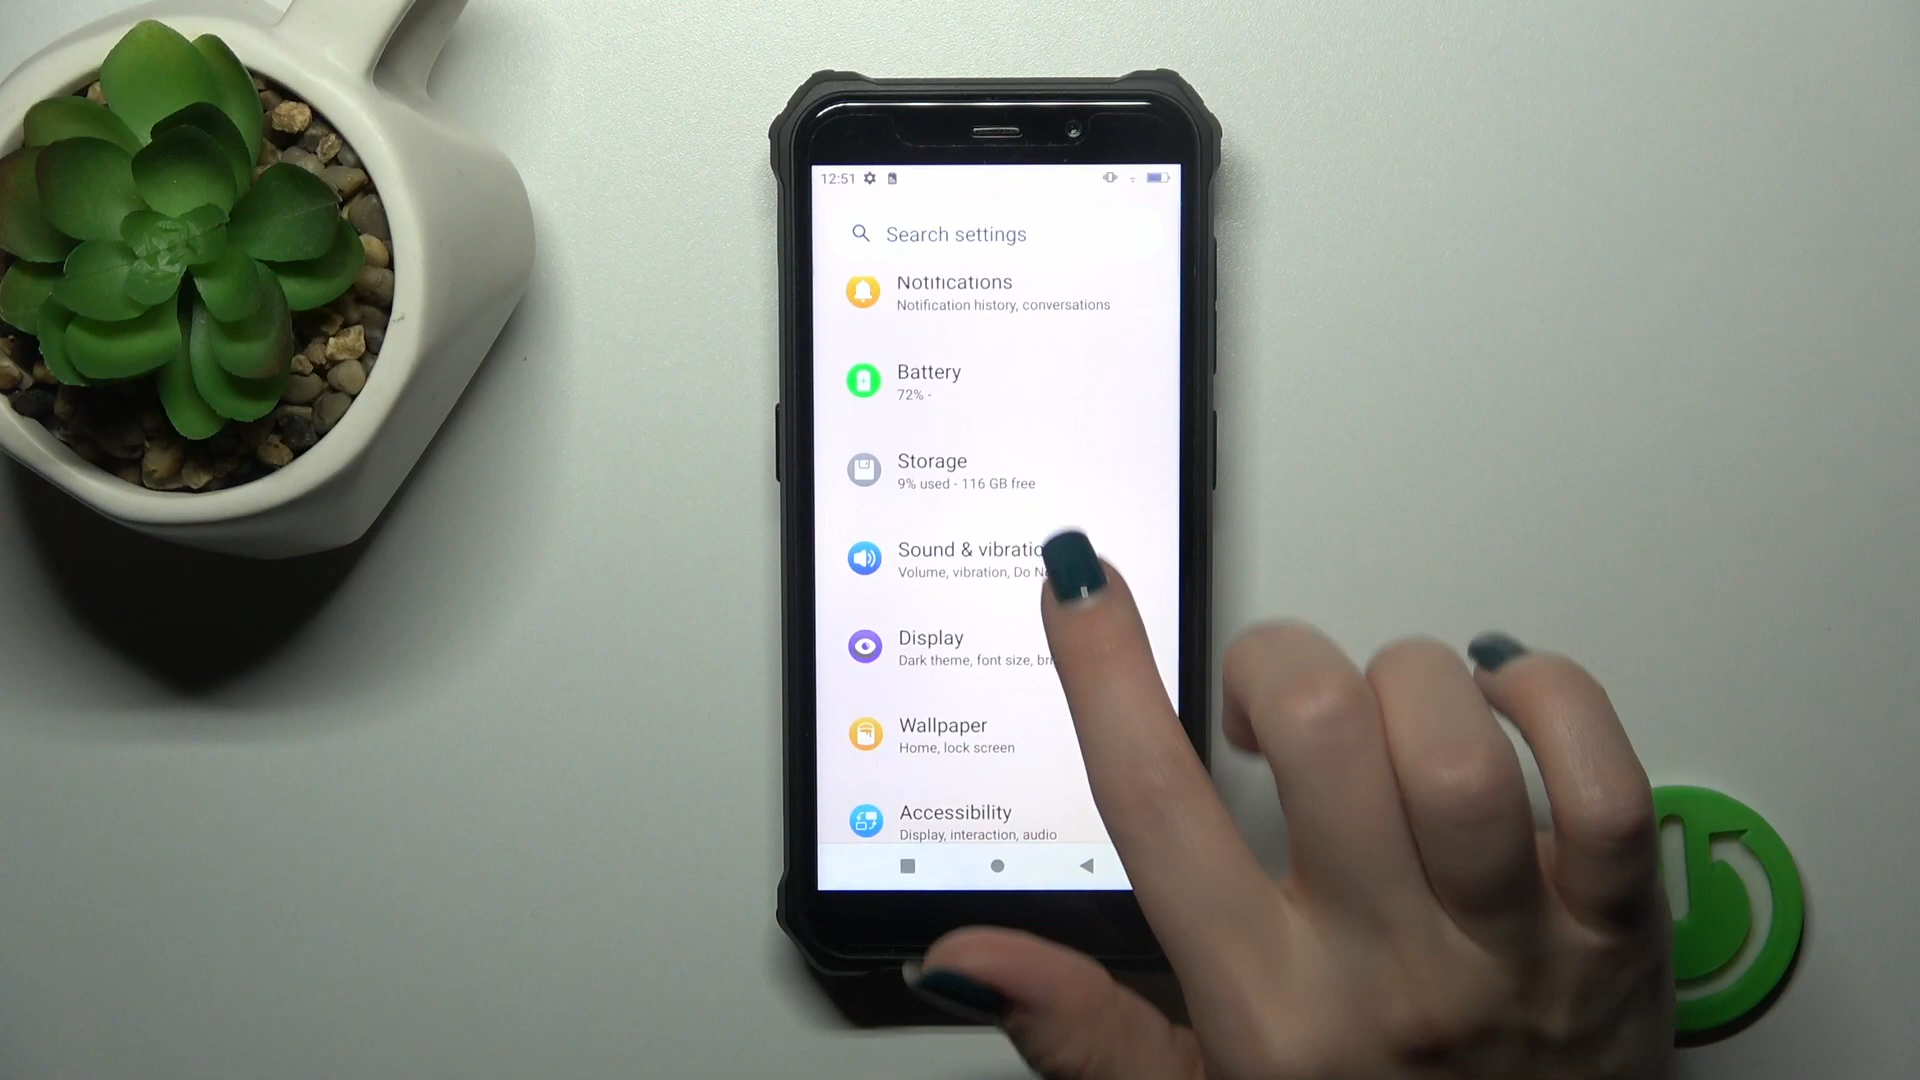 12:51
Search settings
Notifications
Notification history, conversations
Battery
72% -
Storage
9% used - 116 GB free
Sound & vibratio
Volume, vibration, Do N
Display
Dark theme, font size, bri
Wallpaper
Home, lock screen
Accessibility
Display, interaction, audio